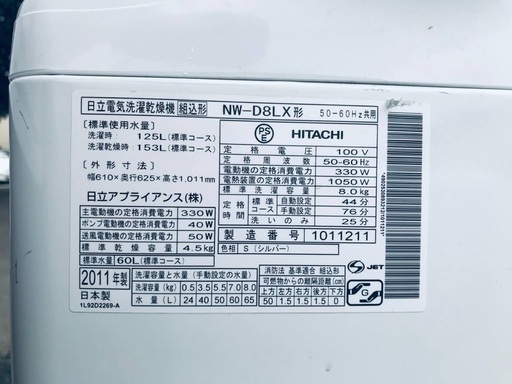 日立電気洗濯乾燥機 組込形 NW-D8LX形 50-60Hz共用
[標準使用水量]
洗濯時：125L(標準コース)
洗濯乾燥時：153L(標準コース)
[外形寸法]
幅610×奥行625×高さ1.011mm
日立アプライアンス(株)
主電動機の定格消費電力 330W
ポンプ電動機の定格消費電力 40W
送風電動機の定格消費電力 50W
標準乾燥容量 4.5kg
標準水量 60L(標準コース)
PSE HITACHI
定格電圧 100V
定格周波数 50-60Hz
電動機の定格消費電力 330W
電熱装置の定格消費電力 1050W
定格洗濯容量 8.0kg
定格時間 標準コース 44分
手動設定 76分
洗いのみ 25分
製造番号 1011211
色相 S(シルバー)
2011年製
日本製
1L92D2269-A
洗濯容量と水量(手動設定の水量)
洗濯容量(kg) 0.5 3.5 5.5 7.0 8.0
水量(L) 24 40 50 60 65
消防法 基準適合 組込形
可燃物からの離隔距離(cm)
上方 左方 右方 前方 後方 下方
50 1.5 1.5 1.5 0
S JET
G